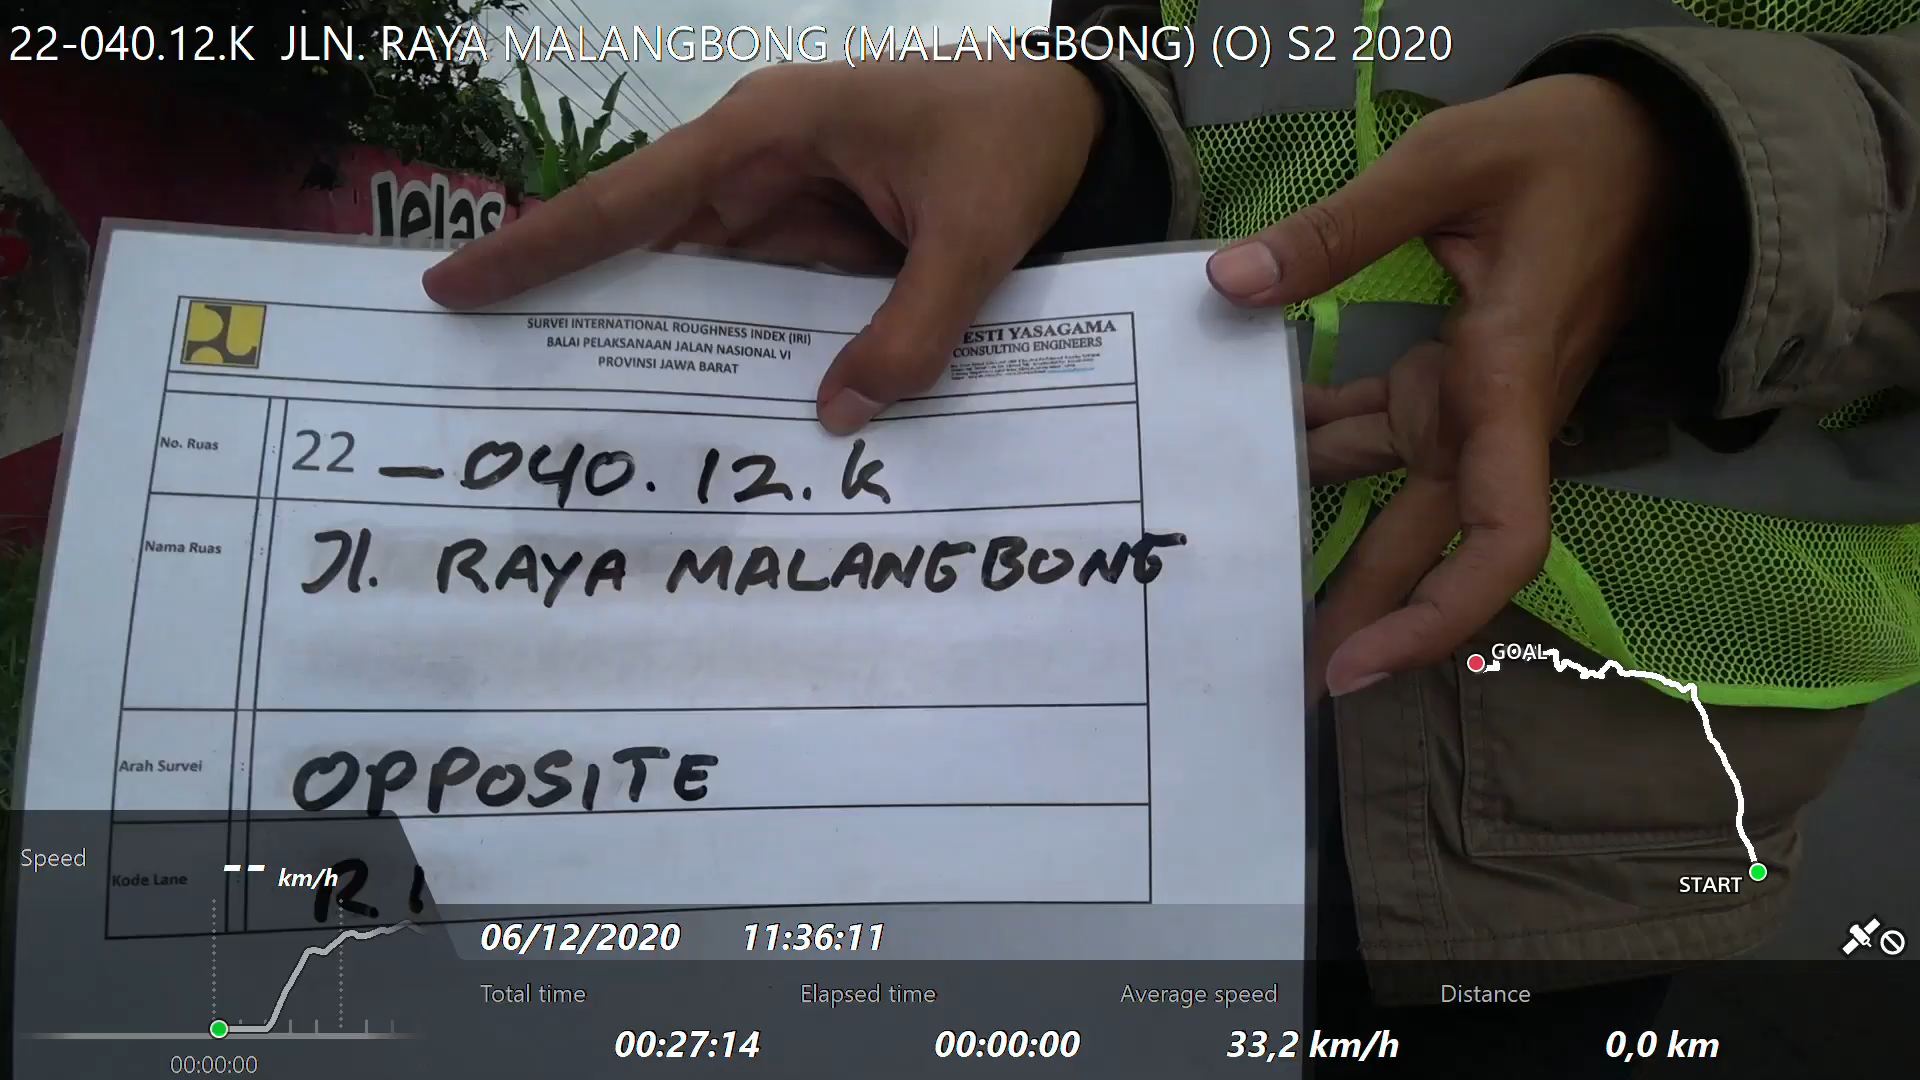 22-040.12.K JLN. RAYA MALANGBONG (MALANGBONG) (O) S2 2020
Jelas
SURVEI INTERNATIONAL ROUGHNESS INDEX (IRI)
BALAI PELAKSANAAN JALAN NASIONAL VI
PROVINSI JAWA BARAT
ESTI YASAGAMA
CONSULTING ENGINEERS
No. Ruas : 22 - 040.12.K
Nama Ruas : Jl. RAYA MALANGBONG
Arah Survei : OPPOSITE
Kode Lane R1
GOAL
START
Speed
-- km/h
00:00:00
06/12/2020 11:36:11
Total time Elapsed time Average speed Distance
00:27:14 00:00:00 33,2 km/h 0,0 km